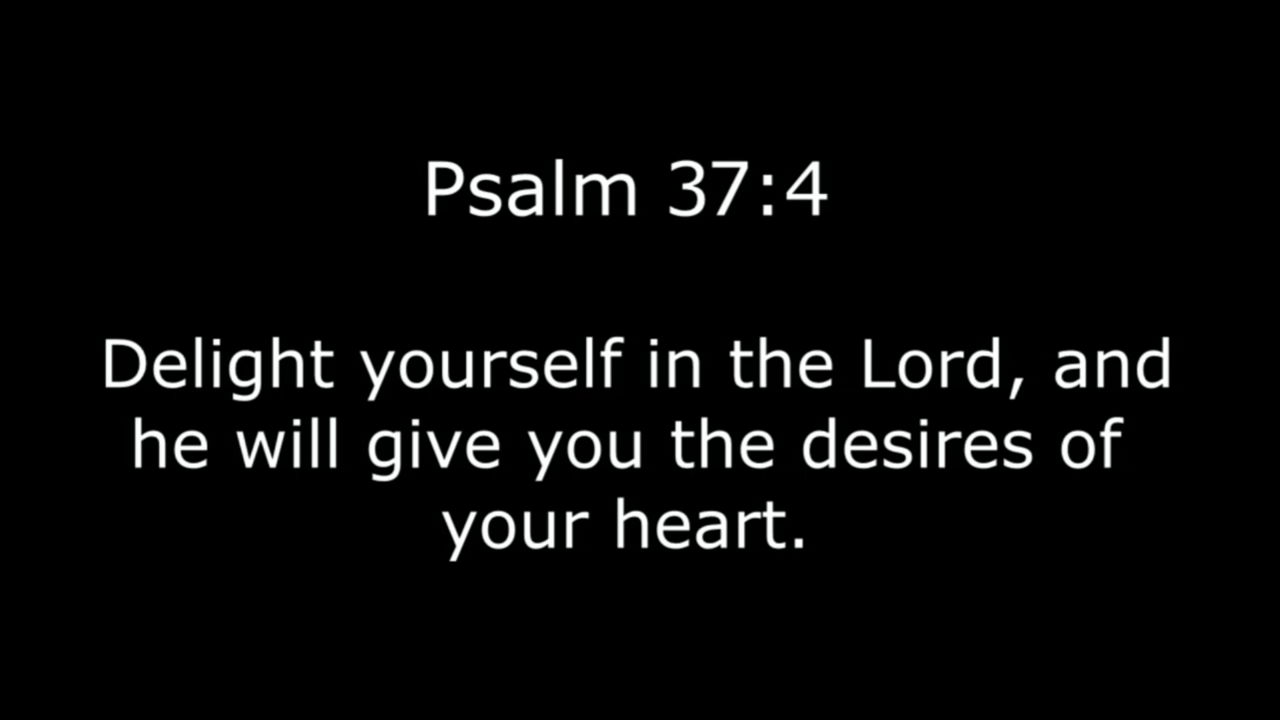 Psalm 37:4
Delight yourself in the Lord, and
he will give you the desires of
your heart.